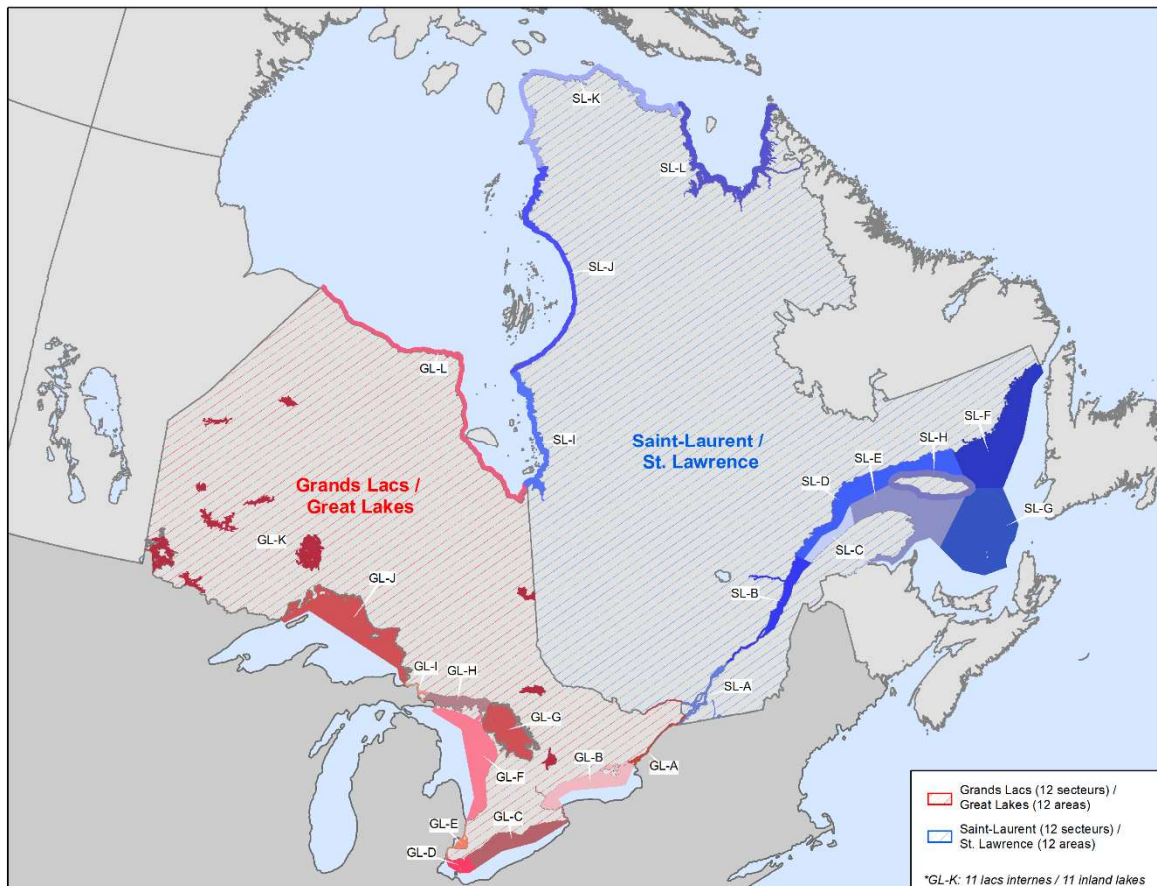 SL-K
SL-L
SL-J
GL-L
SL-I
Saint-Laurent /
St. Lawrence
SL-F
SL-H
SL-E
SL-D
Grands Lacs /
Great Lakes
SL-G
GL-K
SL-C
GL-J
SL-B
GL-I
GL-H
SL-A
GL-G
GL-B
GL-A
GL-F
GL-C
GL-E
GL-D
Grands Lacs (12 secteurs) /
Great Lakes (12 areas)
Saint-Laurent (12 secteurs) /
St. Lawrence (12 areas)
*GL-K: 11 lacs internes / 11 inland lakes